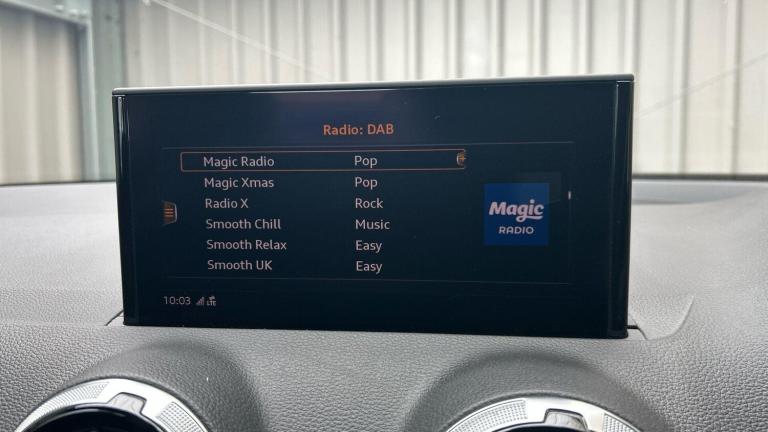 Radio: DAB
Magic Radio Pop
Magic Xmas Pop
Radio X Rock
Smooth Chill Music
Smooth Relax Easy
Smooth UK Easy
Magic
RADIO
10:03 LTE